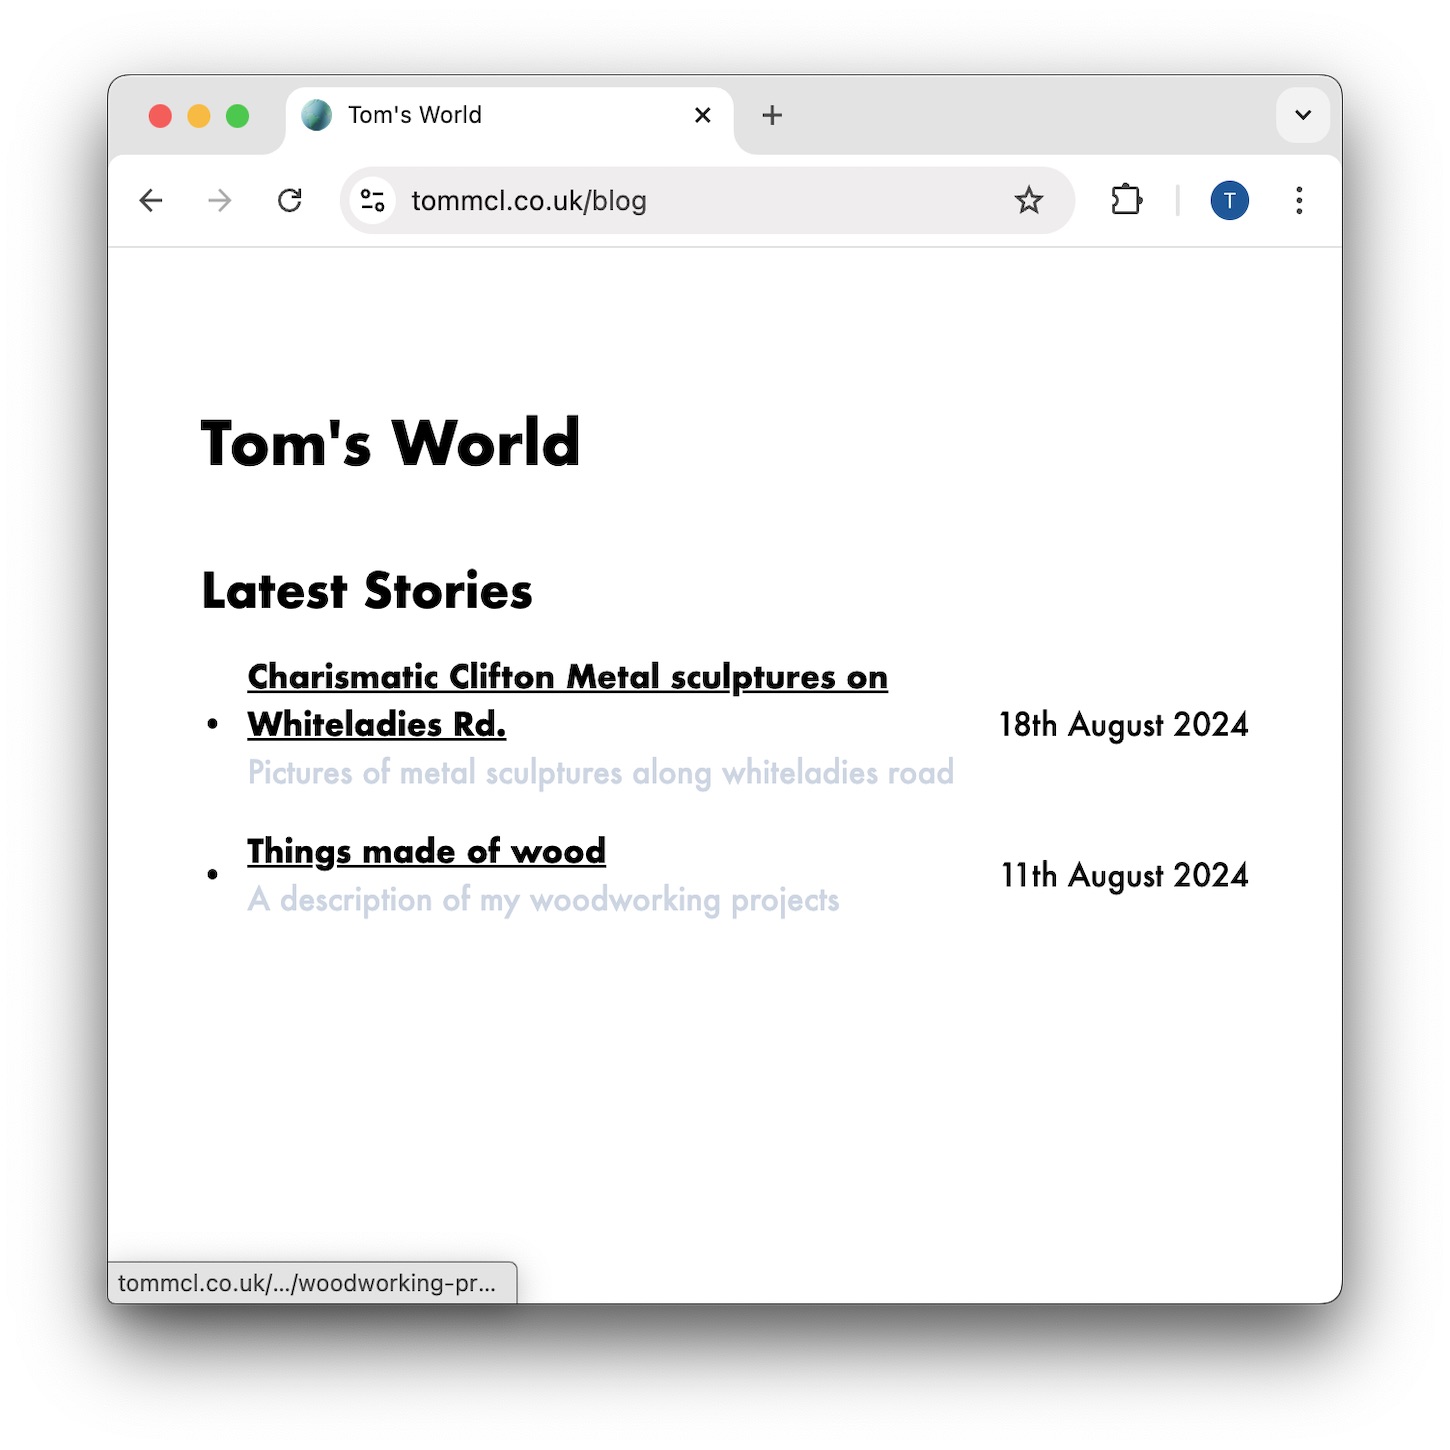 Tom's World
tommcl.co.uk/blog
T
Tom's World
Latest Stories
Charismatic Clifton Metal sculptures on
Whiteladies Rd.
18th August 2024
Pictures of metal sculptures along whiteladies road
Things made of wood
11th August 2024
A description of my woodworking projects
tommcl.co.uk/.../woodworking-pr...